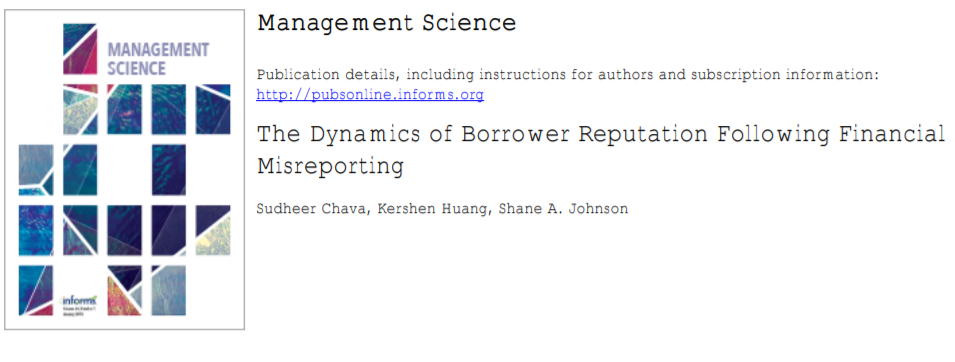 MANAGEMENT
SCIENCE
informs
Management Science
Publication details, including instructions for authors and subscription information:
http://pubsonline.informs.org
The Dynamics of Borrower Reputation Following Financial
Misreporting
Sudheer Chava, Kershen Huang, Shane A. Johnson